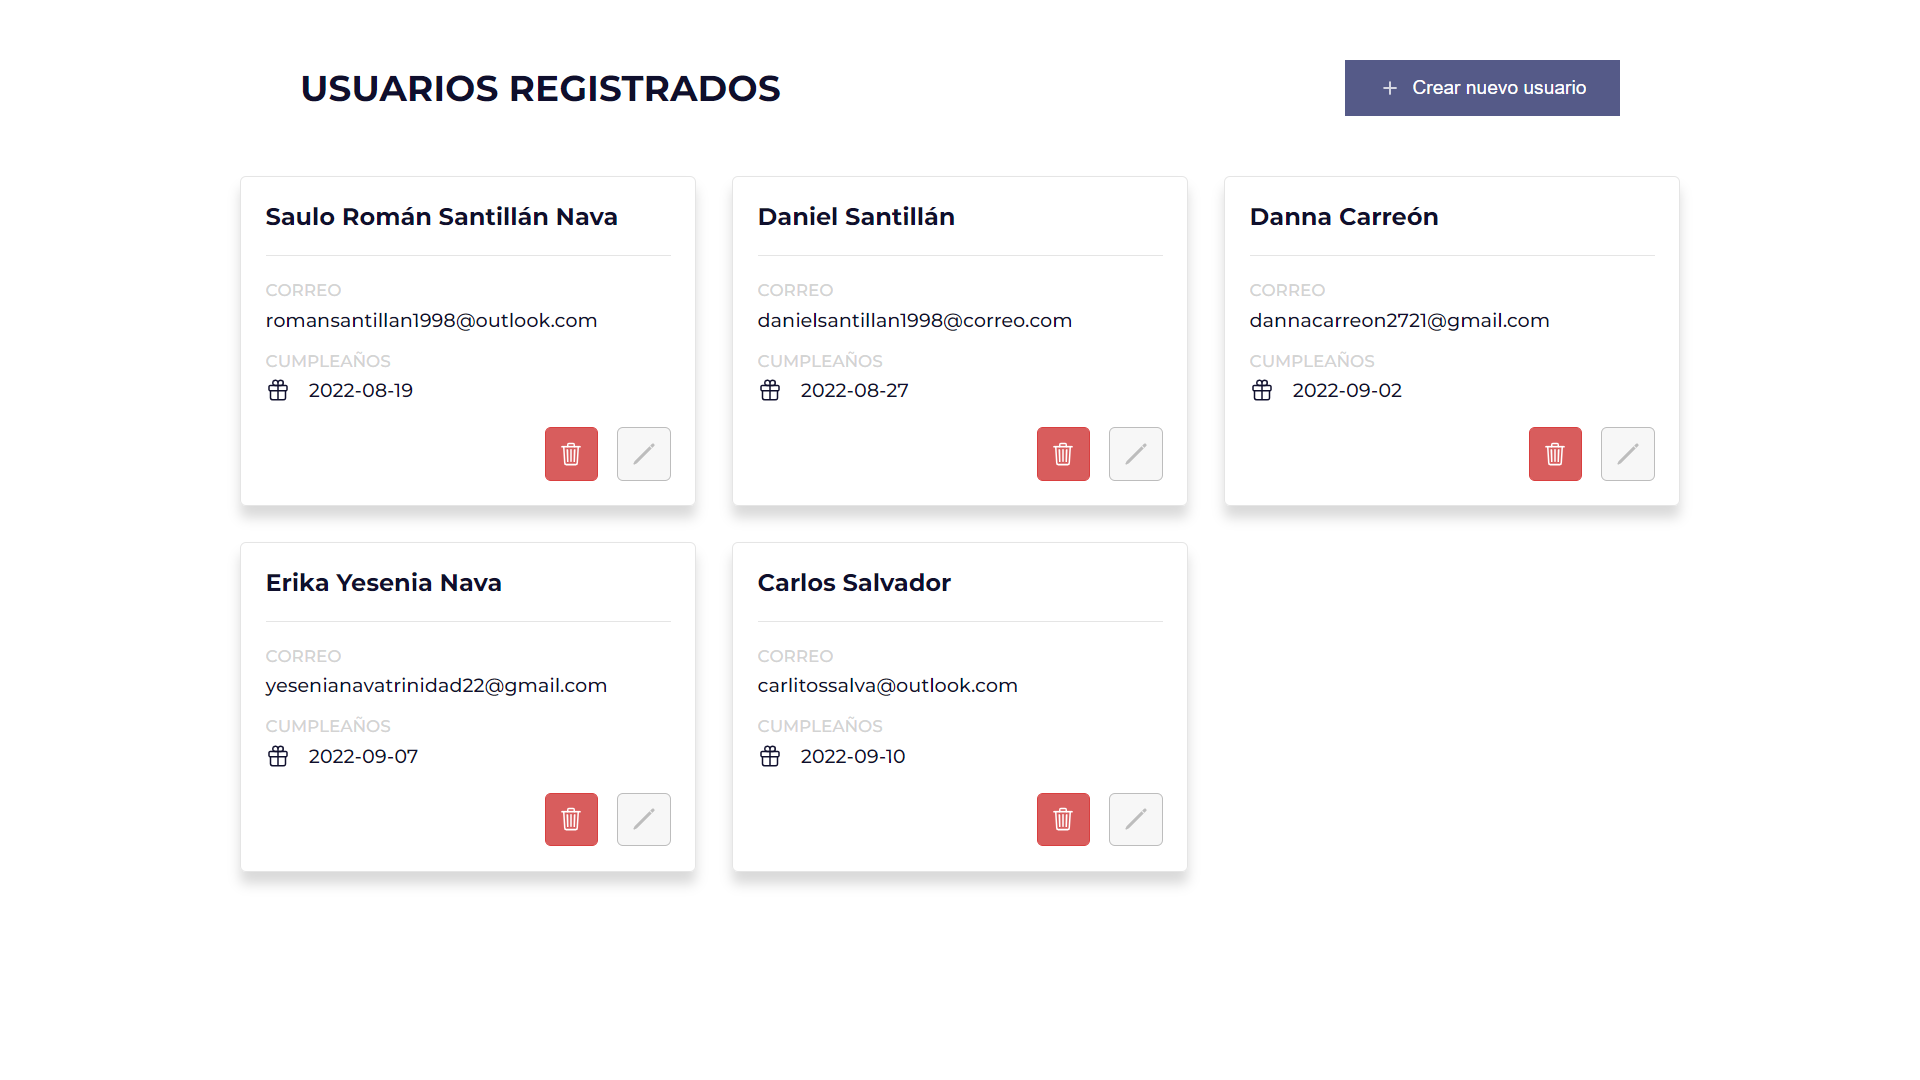 USUARIOS REGISTRADOS
+ Crear nuevo usuario
Saulo Román Santillán Nava
CORREO
romansantillan1998@outlook.com
CUMPLEAÑOS
2022-08-19
Daniel Santillán
CORREO
danielsantillan1998@correo.com
CUMPLEAÑOS
2022-08-27
Danna Carreón
CORREO
dannacarreon2721@gmail.com
CUMPLEAÑOS
2022-09-02
Erika Yesenia Nava
CORREO
yesenianavatrinidad22@gmail.com
CUMPLEAÑOS
2022-09-07
Carlos Salvador
CORREO
carlitossalva@outlook.com
CUMPLEAÑOS
2022-09-10